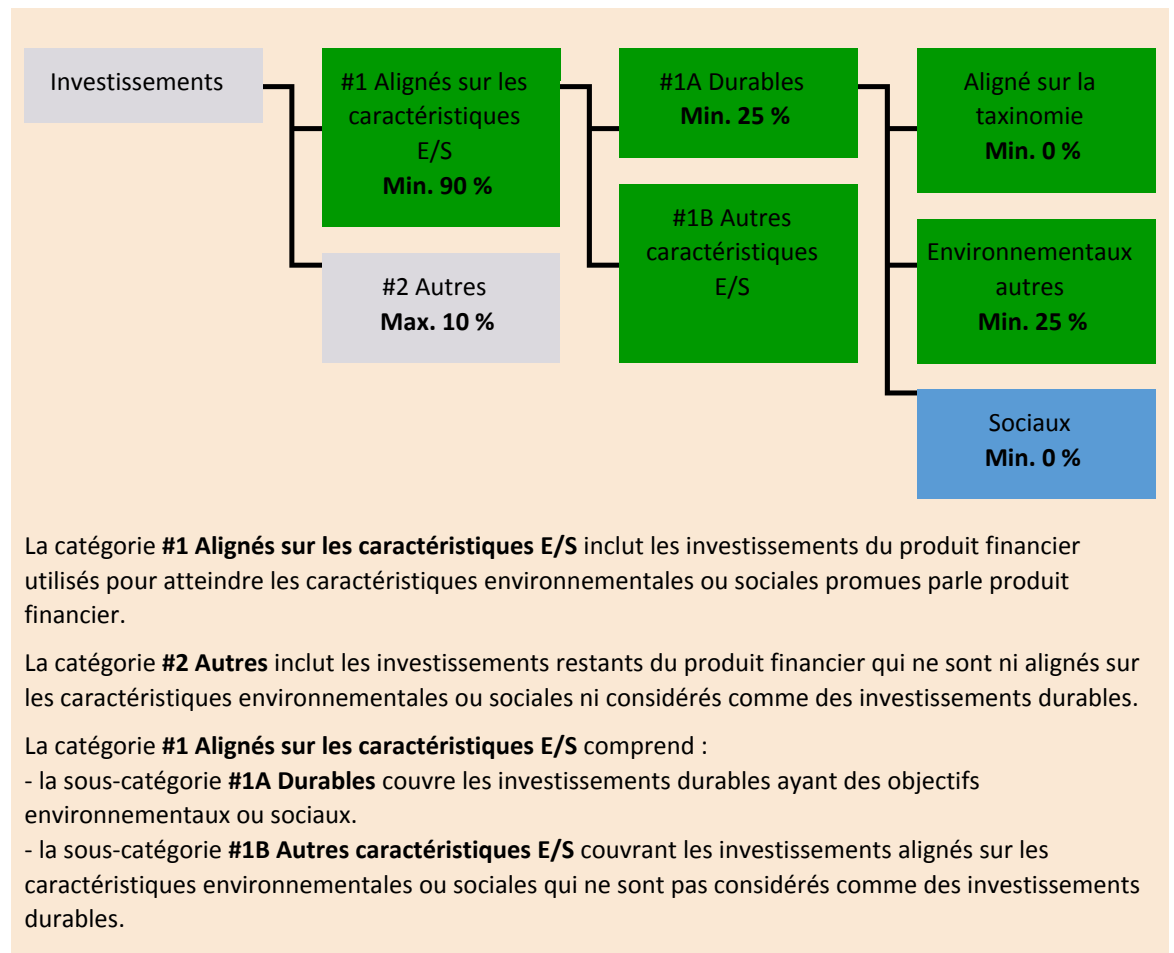 Investissements
#1 Alignés sur les
caractéristiques
E/S
Min. 90 %
#2 Autres
Max. 10 %
#1A Durables
Min. 25 %
#1B Autres
caractéristiques
E/S
Aligné sur la
taxinomie
Min. 0 %
Environnementaux
autres
Min. 25 %
Sociaux
Min. 0 %
La catégorie #1 Alignés sur les caractéristiques E/S inclut les investissements du produit financier
utilisés pour atteindre les caractéristiques environnementales ou sociales promues parle produit
financier.
La catégorie #2 Autres inclut les investissements restants du produit financier qui ne sont ni alignés sur
les caractéristiques environnementales ou sociales ni considérés comme des investissements durables.
La catégorie #1 Alignés sur les caractéristiques E/S comprend :
- la sous-catégorie #1A Durables couvre les investissements durables ayant des objectifs
environnementaux ou sociaux.
- la sous-catégorie #1B Autres caractéristiques E/S couvrant les investissements alignés sur les
caractéristiques environnementales ou sociales qui ne sont pas considérés comme des investissements
durables.